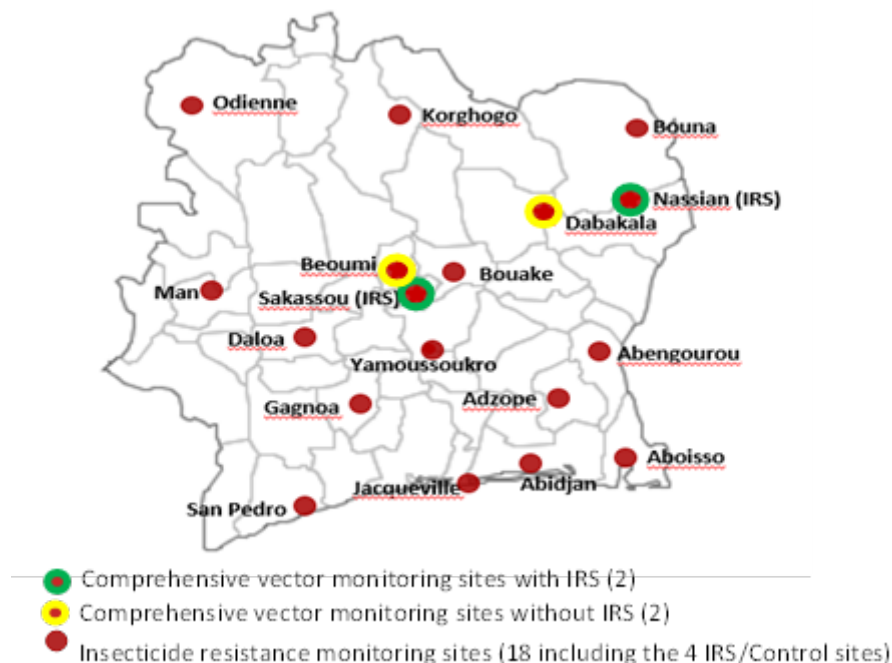 Odienne
Korghogo
Bouna
Nassian (IRS)
Dabakala
Beoumi
Bouake
Man
Sakassou (IRS)
Daloa
Yamoussoukro
Abengourou
Gagnoa
Adzope
Aboisso
Jacqueville
Abidjan
San Pedro
Comprehensive vector monitoring sites with IRS (2)
Comprehensive vector monitoring sites without IRS (2)
Insecticide resistance monitoring sites (18 including the 4 IRS/Control sites)